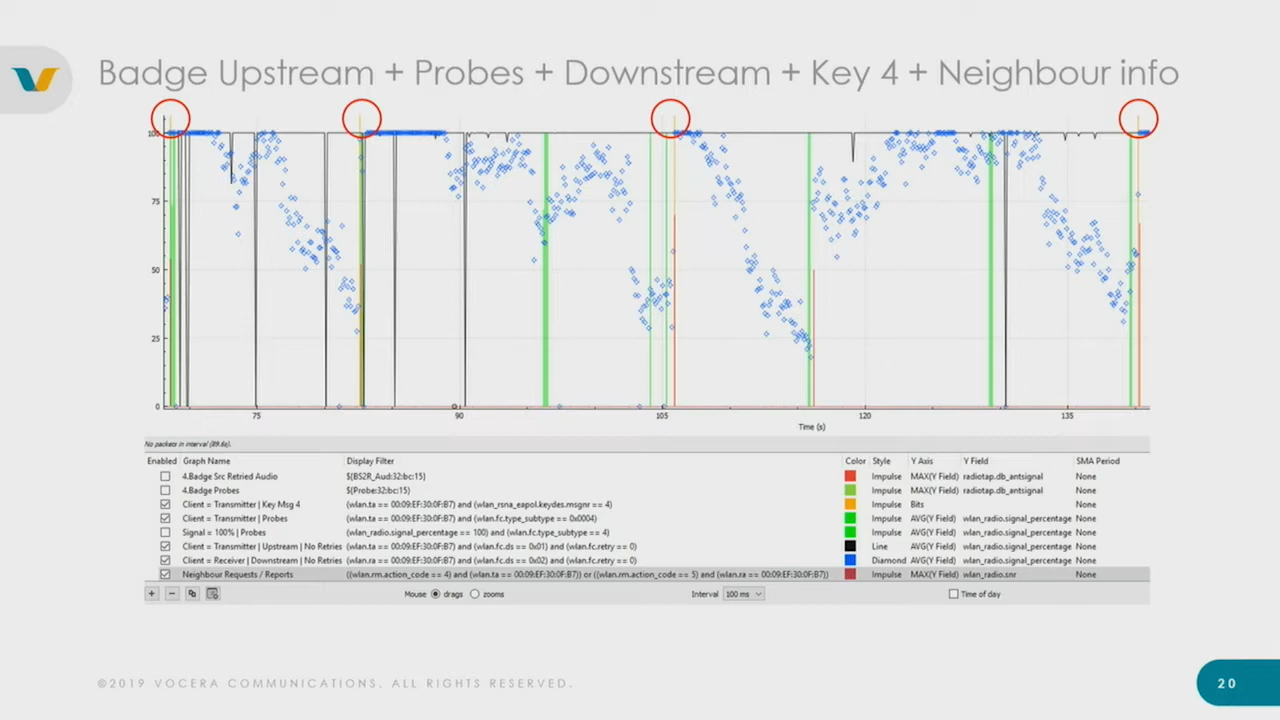 Badge Upstream + Probes + Downstream + Key 4 + Neighbour info
100
75
50
25
0
75 90 105 120 135
Time (s)
No packets in interval (89.6s).
Enabled Graph Name Display Filter Color Style Y Axis Y Field SMA Period
4.Badge Src Retried Audio ${BS2R_Aud:32:bc:15} Impulse MAX(Y Field) radiotap.db_antsignal None
4.Badge Probes ${Probe:32:bc:15} Impulse MAX(Y Field) radiotap.db_antsignal None
Client = Transmitter | Key Msg 4 (wlan.ta == 00:09:EF:30:0F:B7) and (wlan_rsna_eapol.keydes.msgnr == 4) Impulse Bits None
Client = Transmitter | Probes (wlan.ta == 00:09:EF:30:0F:B7) and (wlan.fc.type_subtype == 0x0004) Impulse AVG(Y Field) wlan_radio.signal_percentage None
Signal = 100% | Probes (wlan_radio.signal_percentage == 100) and (wlan.fc.type_subtype == 4) Impulse AVG(Y Field) wlan_radio.signal_percentage None
Client = Transmitter | Upstream | No Retries (wlan.ta == 00:09:EF:30:0F:B7) and (wlan.fc.ds == 0x01) and (wlan.fc.retry == 0) Line AVG(Y Field) wlan_radio.signal_percentage None
Client = Receiver | Downstream | No Retries (wlan.ra == 00:09:EF:30:0F:B7) and (wlan.fc.ds == 0x02) and (wlan.fc.retry == 0) Diamond AVG(Y Field) wlan_radio.signal_percentage None
Neighbour Requests / Reports ((wlan.rm.action_code == 4) and (wlan.ta == 00:09:EF:30:0F:B7)) or ((wlan.rm.action_code == 5) and (wlan.ra == 00:09:EF:30:0F:B7)) Impulse MAX(Y Field) wlan_radio.snr None
+ − Mouse drags zooms Interval 100 ms Time of day
©2019 VOCERA COMMUNICATIONS. ALL RIGHTS RESERVED.
20